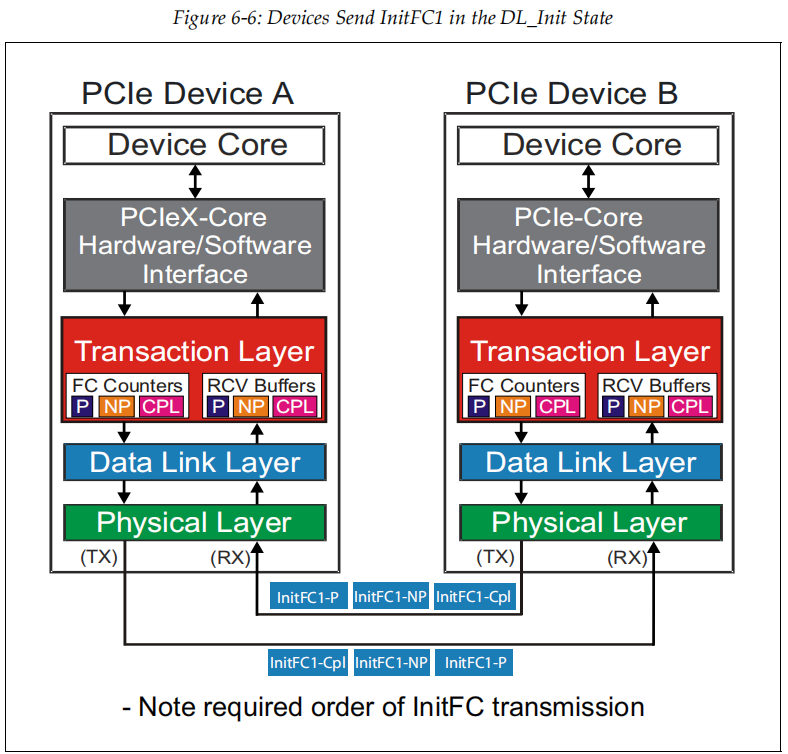 Figure 6-6: Devices Send InitFC1 in the DL_Init State
PCIe Device A
PCIe Device B
Device Core
Device Core
PCIeX-Core
Hardware/Software
Interface
PCIe-Core
Hardware/Software
Interface
Transaction Layer
Transaction Layer
FC Counters
RCV Buffers
FC Counters
RCV Buffers
P NP CPL
P NP CPL
P NP CPL
P NP CPL
Data Link Layer
Data Link Layer
Physical Layer
Physical Layer
(TX)
(RX)
(TX)
(RX)
InitFC1-P InitFC1-NP InitFC1-Cpl
InitFC1-Cpl InitFC1-NP InitFC1-P
- Note required order of InitFC transmission